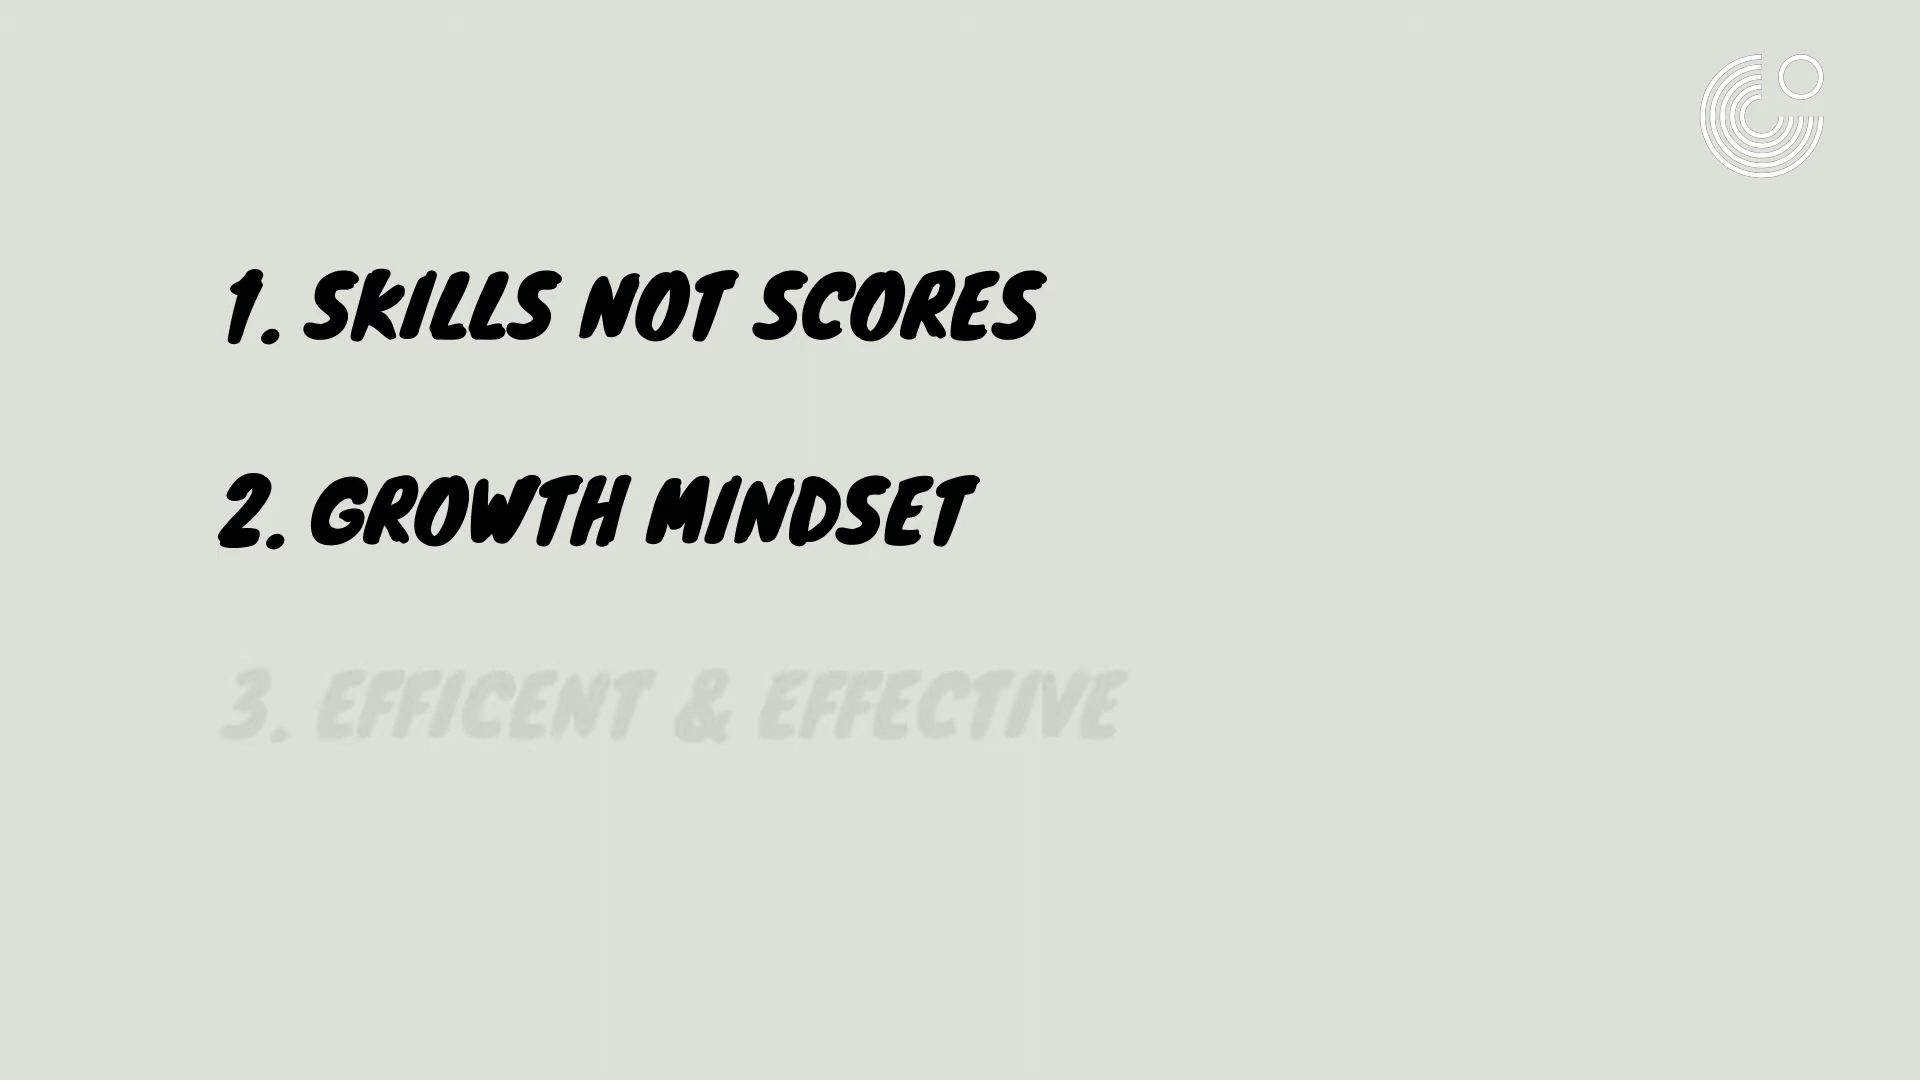 1. SKILLS NOT SCORES
2. GROWTH MINDSET
3. EFFICENT & EFFECTIVE